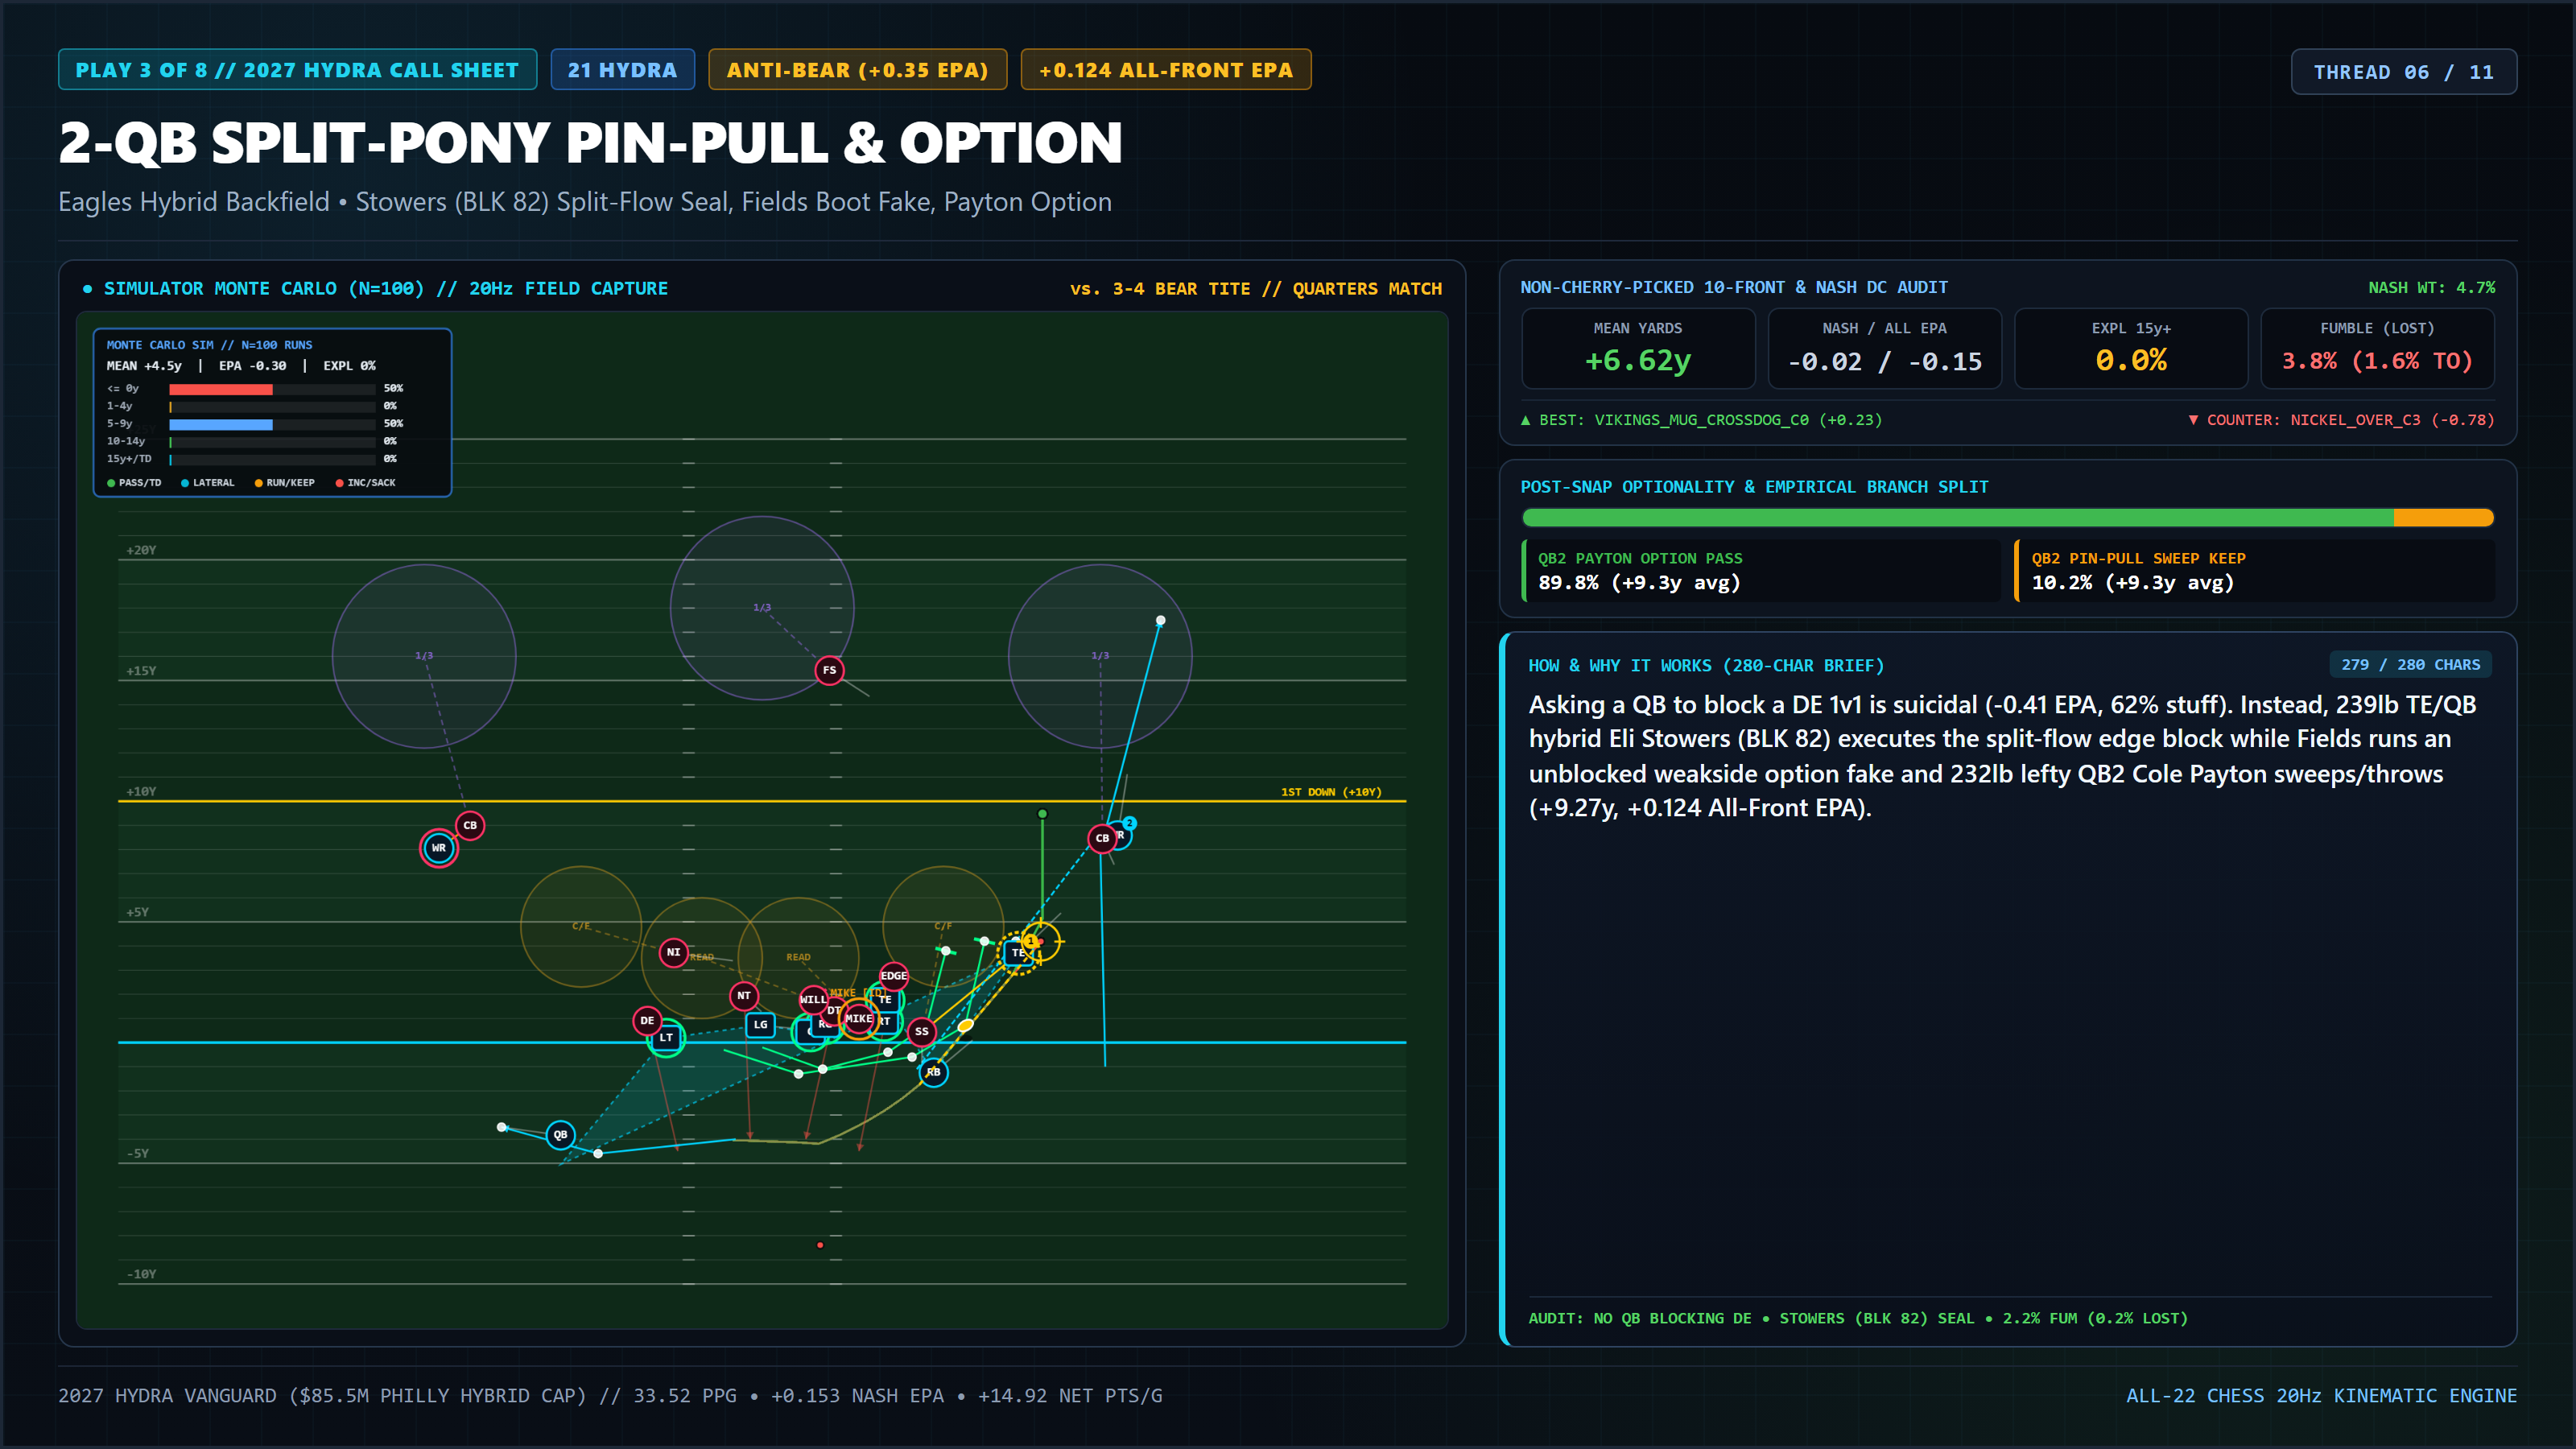 PLAY 3 OF 8 // 2027 HYDRA CALL SHEET
21 HYDRA
ANTI-BEAR (+0.35 EPA)
+0.124 ALL-FRONT EPA
THREAD 06 / 11
2-QB SPLIT-PONY PIN-PULL & OPTION
Eagles Hybrid Backfield • Stowers (BLK 82) Split-Flow Seal, Fields Boot Fake, Payton Option
SIMULATOR MONTE CARLO (N=100) // 20Hz FIELD CAPTURE
vs. 3-4 BEAR TITE // QUARTERS MATCH
MONTE CARLO SIM // N=100 RUNS
MEAN +4.5y | EPA -0.30 | EXPL 0%
<= 0y 50%
1-4y 0%
5-9y 50%
10-14y 0%
15y+/TD 0%
PASS/TD LATERAL RUN/KEEP INC/SACK
+20Y
1/3
1/3
1/3
+15Y
FS
+10Y
1ST DOWN (+10Y)
CB
WR
CB
2
+5Y
C/F
C/F
NI
READ
READ
TE
1
EDGE
NT
WILL
MIKE
TE
DE
LT
LG
DT
MIKE
RT
SS
RB
QB
-5Y
-10Y
NON-CHERRY-PICKED 10-FRONT & NASH DC AUDIT
NASH WT: 4.7%
MEAN YARDS
+6.62y
NASH / ALL EPA
-0.02 / -0.15
EXPL 15y+
0.0%
FUMBLE (LOST)
3.8% (1.6% TO)
▲ BEST: VIKINGS_MUG_CROSSDOG_C0 (+0.23)
▼ COUNTER: NICKEL_OVER_C3 (-0.78)
POST-SNAP OPTIONALITY & EMPIRICAL BRANCH SPLIT
QB2 PAYTON OPTION PASS
89.8% (+9.3y avg)
QB2 PIN-PULL SWEEP KEEP
10.2% (+9.3y avg)
HOW & WHY IT WORKS (280-CHAR BRIEF)
279 / 280 CHARS
Asking a QB to block a DE 1v1 is suicidal (-0.41 EPA, 62% stuff). Instead, 239lb TE/QB
hybrid Eli Stowers (BLK 82) executes the split-flow edge block while Fields runs an
unblocked weakside option fake and 232lb lefty QB2 Cole Payton sweeps/throws
(+9.27y, +0.124 All-Front EPA).
AUDIT: NO QB BLOCKING DE • STOWERS (BLK 82) SEAL • 2.2% FUM (0.2% LOST)
2027 HYDRA VANGUARD ($85.5M PHILLY HYBRID CAP) // 33.52 PPG • +0.153 NASH EPA • +14.92 NET PTS/G
ALL-22 CHESS 20Hz KINEMATIC ENGINE